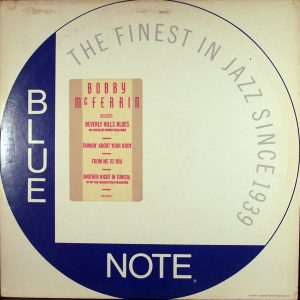 THE FINEST IN JAZZ SINCE 1939
BOBBY
McFERRIN
INCLUDES:
BEVERLY HILLS BLUES
THINKIN' ABOUT YOUR BODY
FROM ME TO YOU
ANOTHER NIGHT IN TUNISIA
WITH THE MANHATTAN TRANSFER
BLUE
NOTE